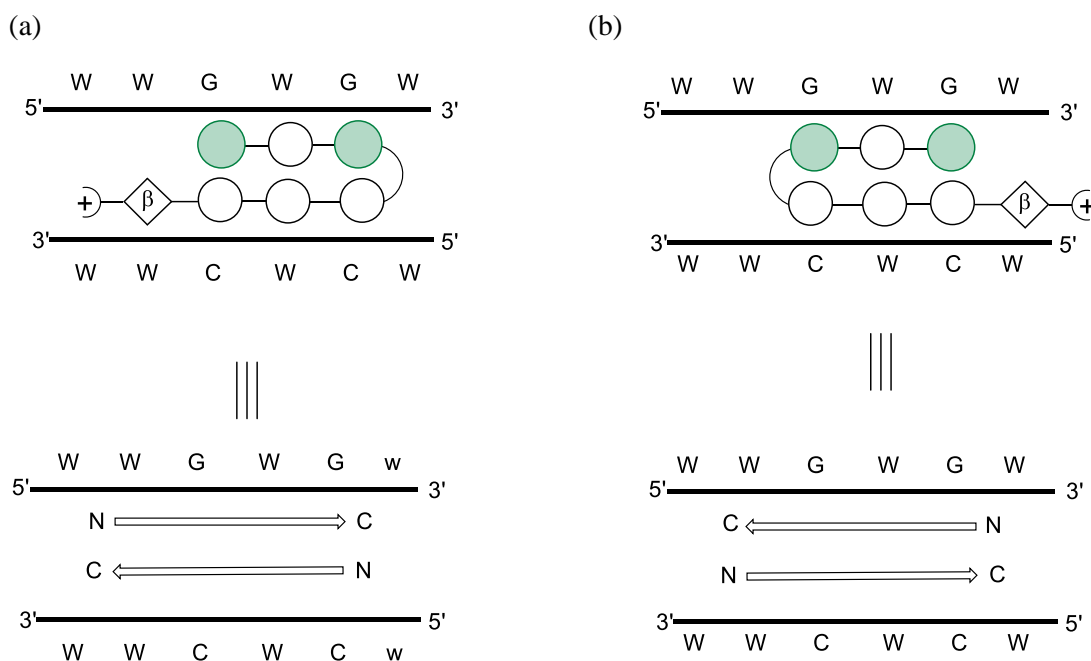 (a)
W W G W G W
5' 3'
+ β
3' 5'
W W C W C W
W W G W G w
5' 3'
N C
C N
3' 5'
W W C W C w
(b)
W W G W G W
5' 3'
β +
3' 5'
W W C W C W
W W G W G W
5' 3'
C N
N C
3' 5'
W W C W C W